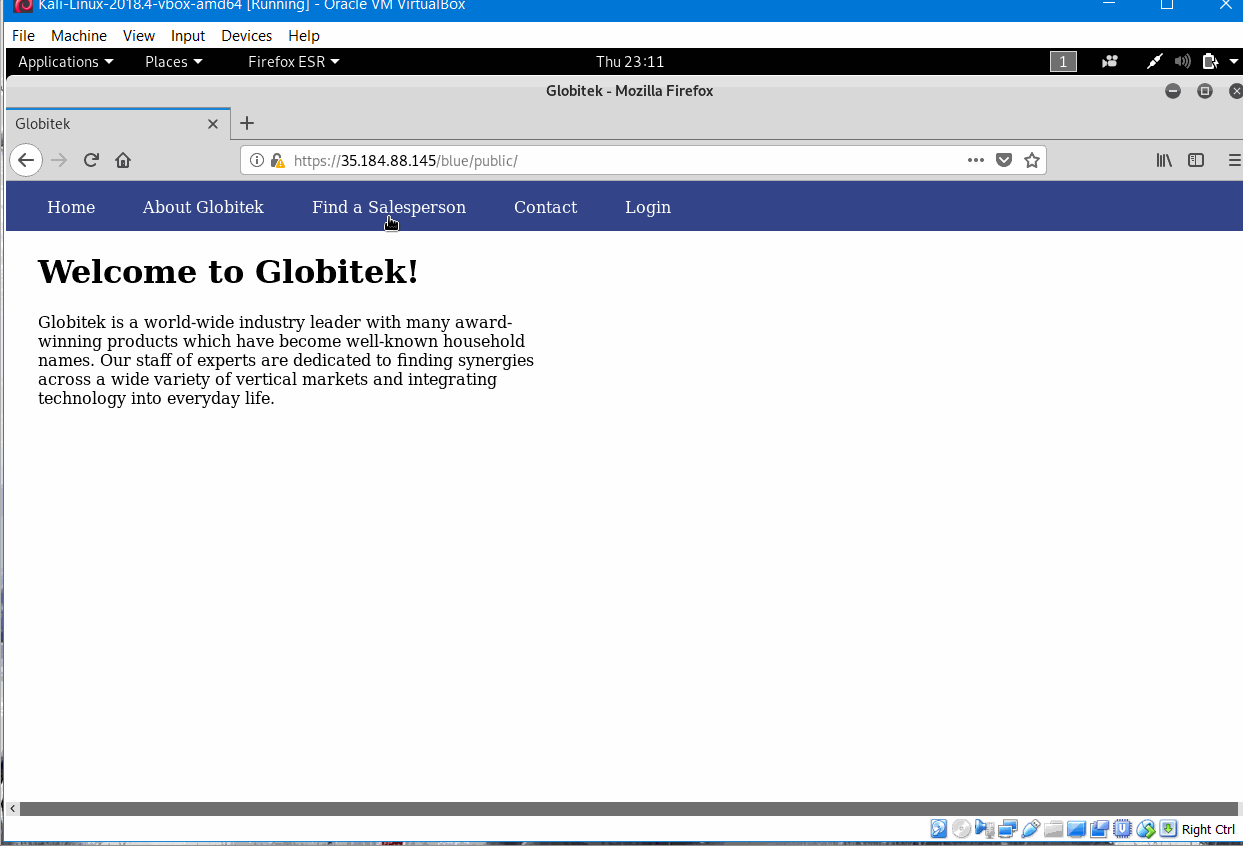 Kali-Linux-2018.4-vbox-amd64 [Running] - Oracle VM VirtualBox
File Machine View Input Devices Help
Applications Places Firefox ESR Thu 23:11 1
Globitek - Mozilla Firefox
Globitek
https://35.184.88.145/blue/public/
Home About Globitek Find a Salesperson Contact Login
Welcome to Globitek!
Globitek is a world-wide industry leader with many award-
winning products which have become well-known household
names. Our staff of experts are dedicated to finding synergies
across a wide variety of vertical markets and integrating
technology into everyday life.
Right Ctrl